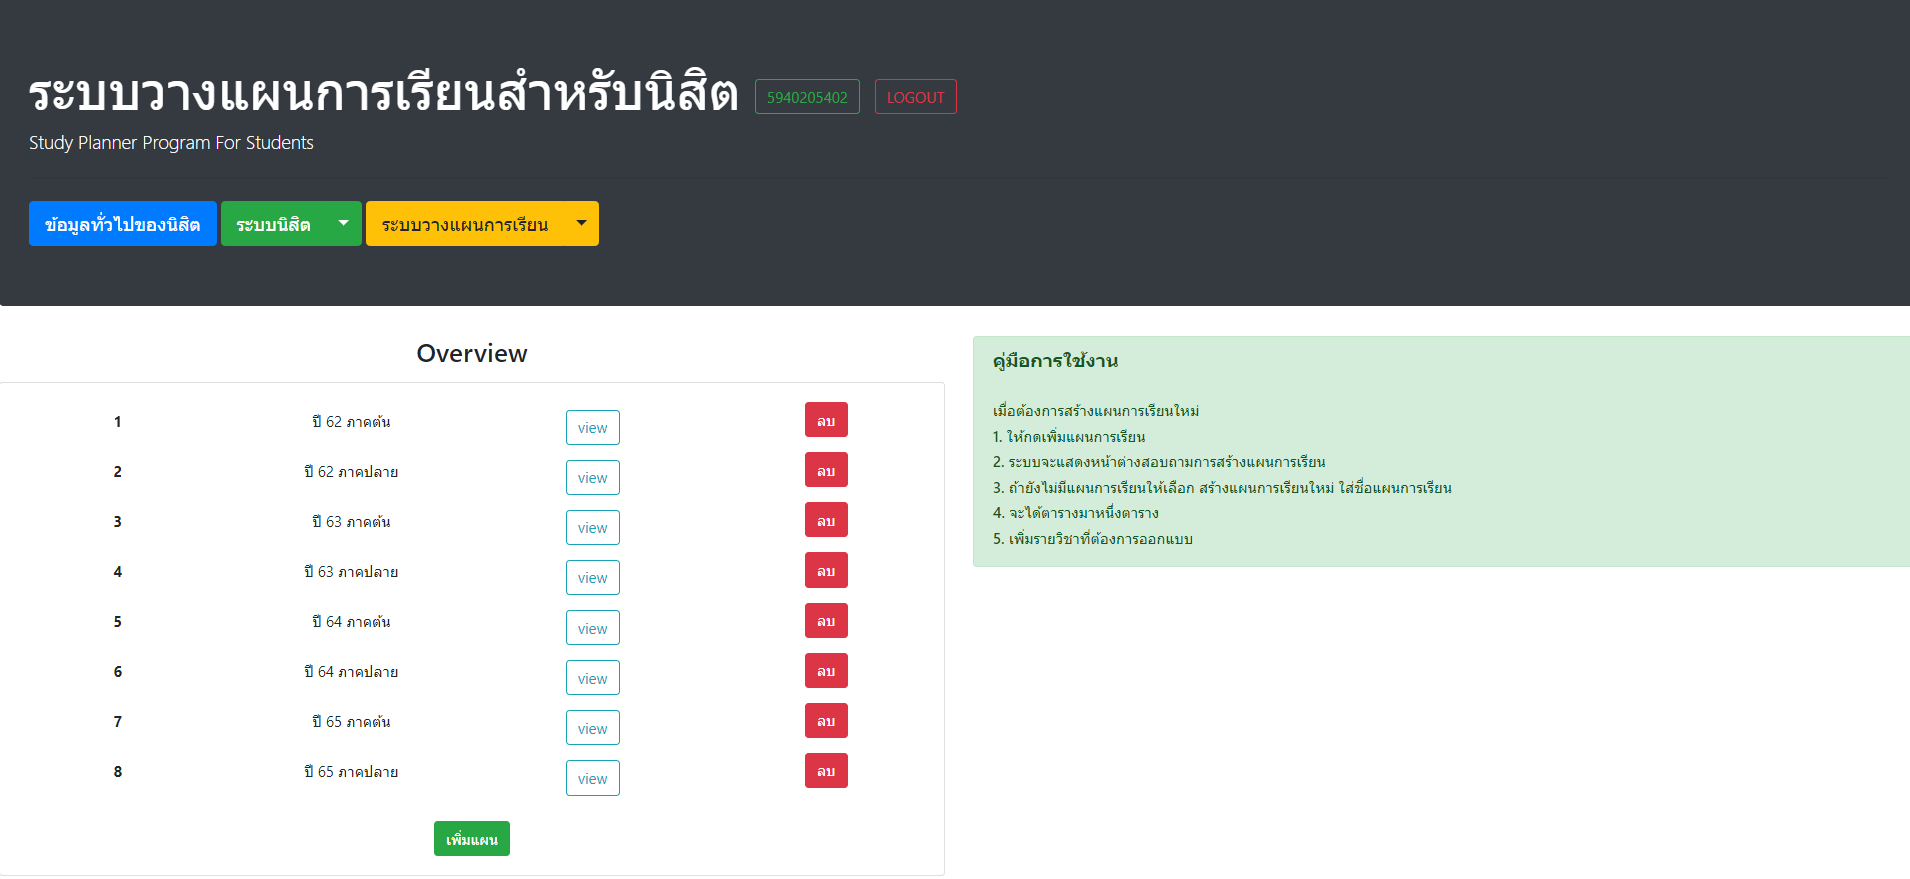 ระบบวางแผนการเรียนสำหรับนิสิต 5940205402 LOGOUT
Study Planner Program For Students
ข้อมูลทั่วไปของนิสิต ระบบนิสิต ระบบวางแผนการเรียน
Overview
1 ปี 62 ภาคต้น view ลบ
2 ปี 62 ภาคปลาย view ลบ
3 ปี 63 ภาคต้น view ลบ
4 ปี 63 ภาคปลาย view ลบ
5 ปี 64 ภาคต้น view ลบ
6 ปี 64 ภาคปลาย view ลบ
7 ปี 65 ภาคต้น view ลบ
8 ปี 65 ภาคปลาย view ลบ
เพิ่มแผน
คู่มือการใช้งาน
เมื่อต้องการสร้างแผนการเรียนใหม่
1. ให้กดเพิ่มแผนการเรียน
2. ระบบจะแสดงหน้าต่างสอบถามการสร้างแผนการเรียน
3. ถ้ายังไม่มีแผนการเรียนให้เลือก สร้างแผนการเรียนใหม่ ใส่ชื่อแผนการเรียน
4. จะได้ตารางมาหนึ่งตาราง
5. เพิ่มรายวิชาที่ต้องการออกแบบ